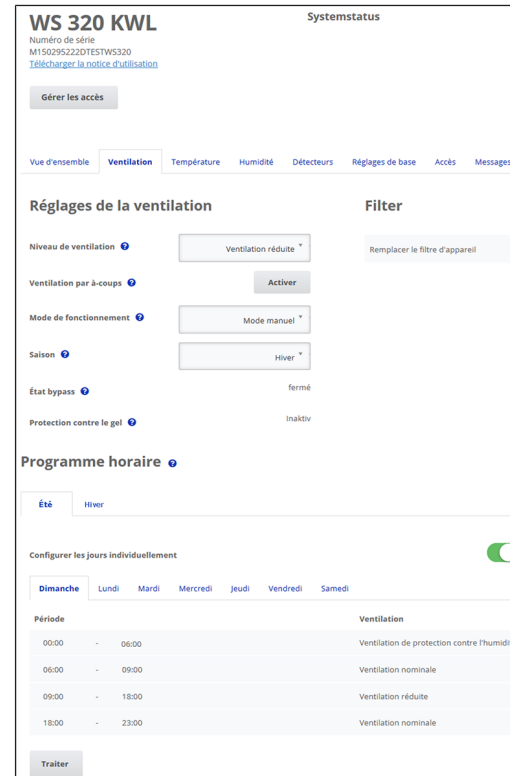 WS 320 KWL
Systemstatus
Numéro de série
M150295222DTESTWS320
Télécharger la notice d'utilisation
Gérer les accès
Vue d'ensemble Ventilation Température Humidité Détecteurs Réglages de base Accès Messages
Réglages de la ventilation
Filter
Niveau de ventilation ? Ventilation réduite
Remplacer le filtre d'appareil
Ventilation par à-coups ? Activer
Mode de fonctionnement ? Mode manuel
Saison ? Hiver
État bypass ? fermé
Protection contre le gel ? Inaktiv
Programme horaire ?
Été Hiver
Configurer les jours individuellement
Dimanche Lundi Mardi Mercredi Jeudi Vendredi Samedi
Période Ventilation
00:00 - 06:00 Ventilation de protection contre l'humidi
06:00 - 09:00 Ventilation nominale
09:00 - 18:00 Ventilation réduite
18:00 - 23:00 Ventilation nominale
Traiter